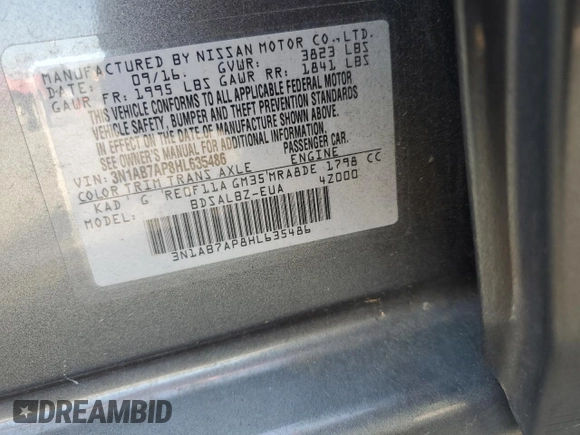 MANUFACTURED BY NISSAN MOTOR CO.,LTD.
DATE: 09/16. GVWR: 3823 LBS
GAUR FR: 1995 LBS GAUR RR: 1841 LBS
THIS VEHICLE CONFORMS TO ALL APPLICABLE FEDERAL MOTOR
VEHICLE SAFETY, BUMPER AND THEFT PREVENTION STANDARDS
IN EFFECT ON THE DATE OF MANUFACTURE SHOWN ABOVE.
SEE OWNER'S MANUAL FOR ADDITIONAL INFORMATION.
VIN: 3N1AB7AP8HL635486 PASSENGER CAR.
COLOR TRIM TRANS AXLE ENGINE
KAD G RE0F11A GM35 MRA8DE 1798 CC
MODEL: BDSALBZ-EUA 42000
3N1AB7AP8HL635486
DREAMBID